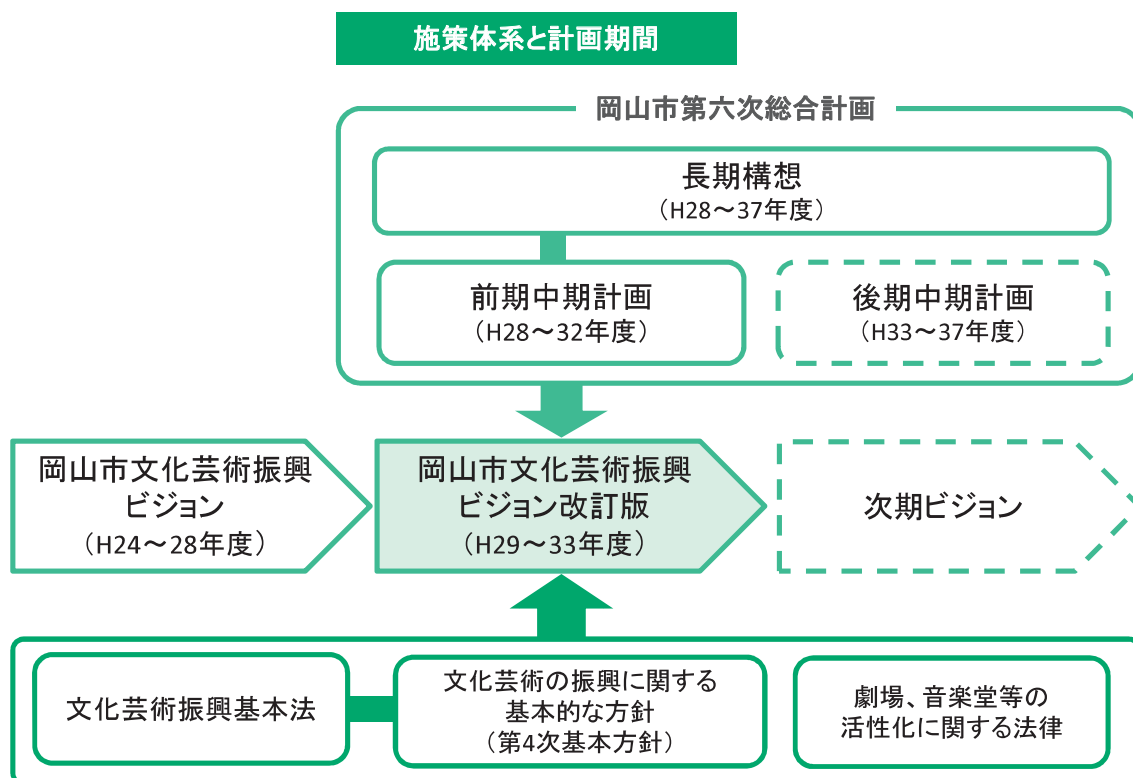 施策体系と計画期間
岡山市第六次総合計画
長期構想
（H28～37年度）
前期中期計画
（H28～32年度）
後期中期計画
（H33～37年度）
岡山市文化芸術振興
ビジョン
（H24～28年度）
岡山市文化芸術振興
ビジョン改訂版
（H29～33年度）
次期ビジョン
文化芸術振興基本法
文化芸術の振興に関する
基本的な方針
（第4次基本方針）
劇場、音楽堂等の
活性化に関する法律